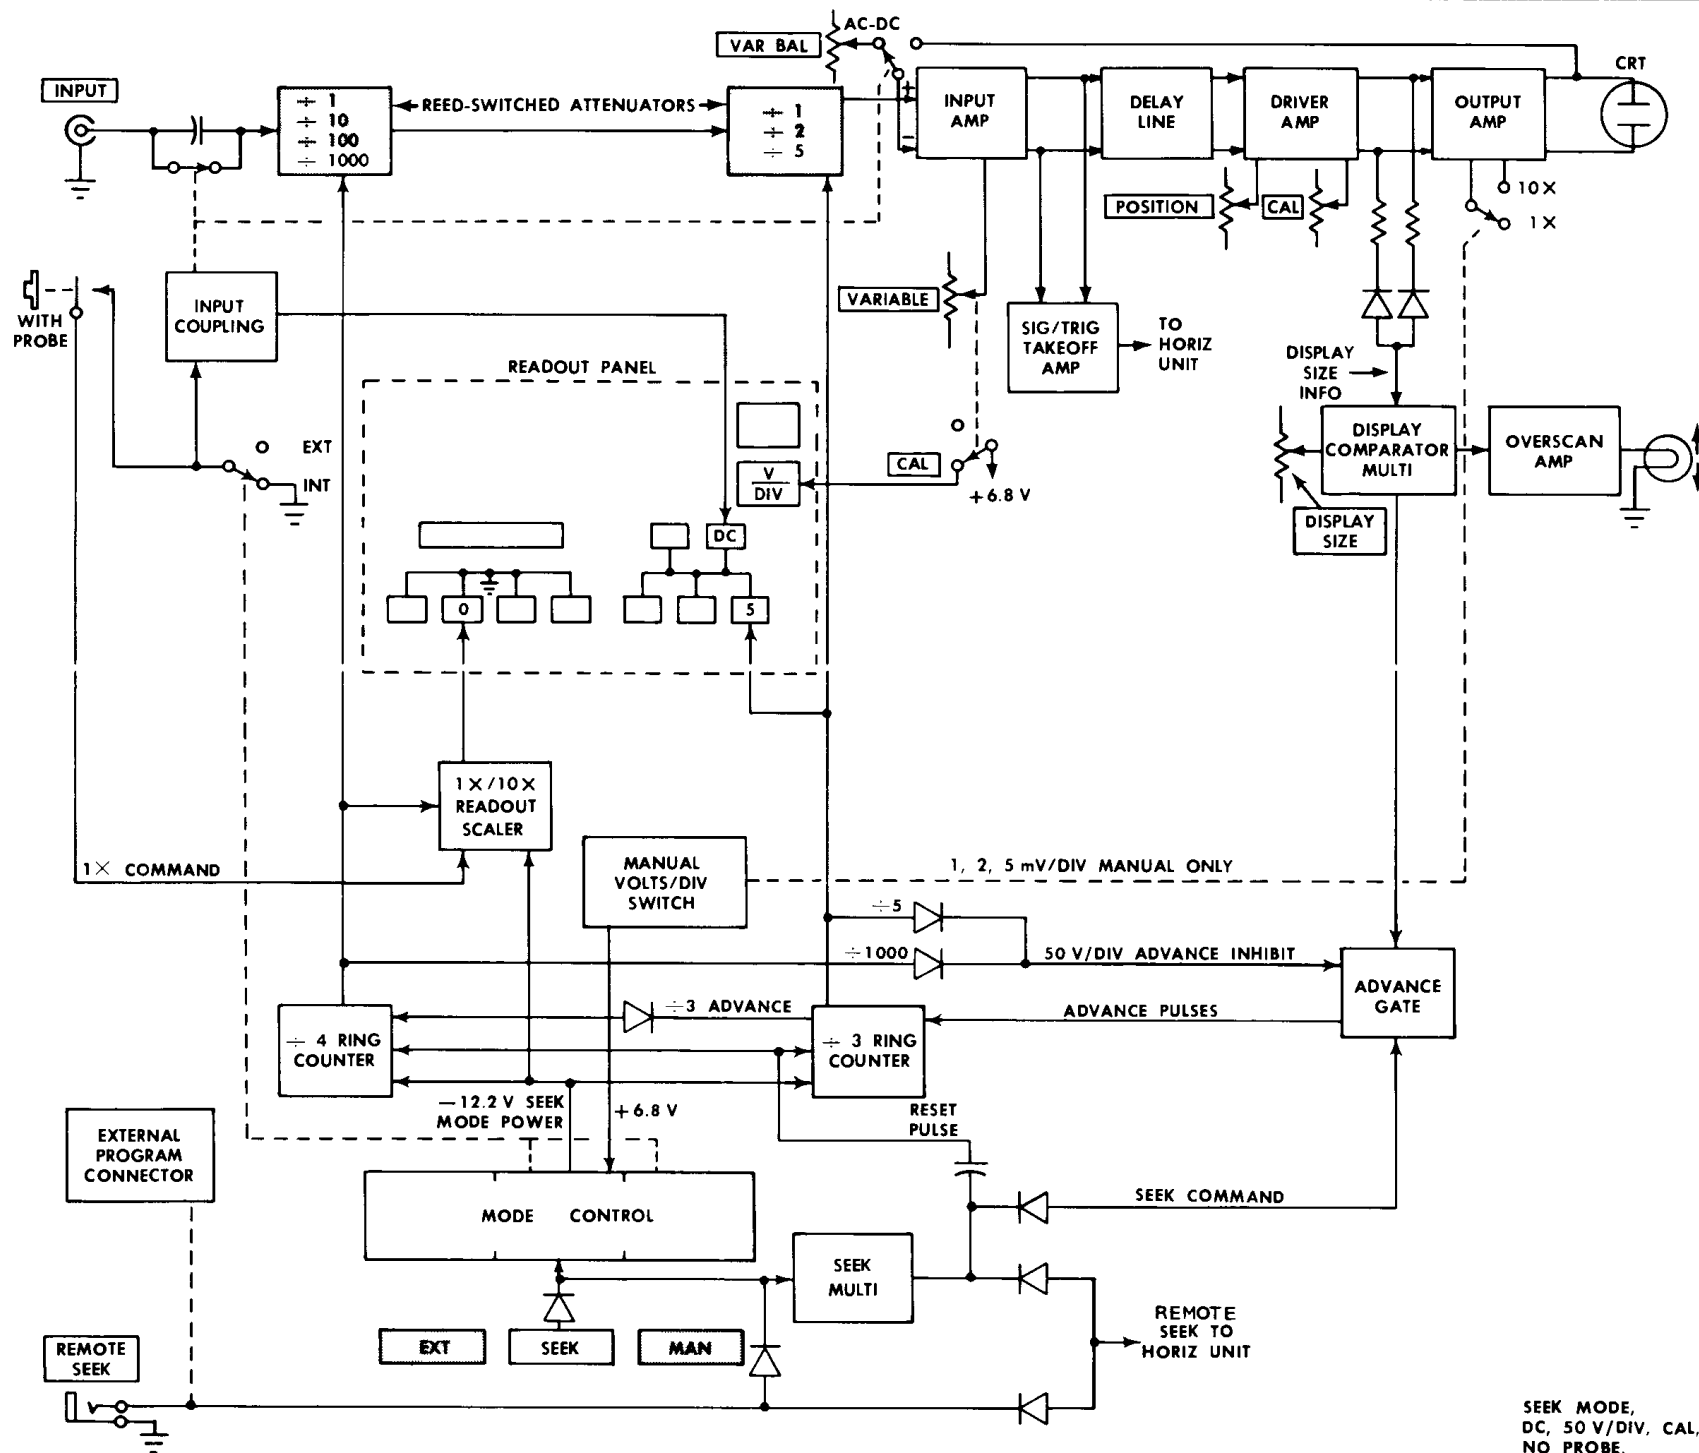 AC-DC
VAR BAL
CRT
INPUT
÷ 1
÷ 10
÷ 100
÷ 1000
REED-SWITCHED ATTENUATORS
÷ 1
÷ 2
÷ 5
+
−
INPUT
AMP
DELAY
LINE
DRIVER
AMP
OUTPUT
AMP
10X
1X
POSITION
CAL
WITH
PROBE
INPUT
COUPLING
VARIABLE
SIG/TRIG
TAKEOFF
AMP
TO
HORIZ
UNIT
DISPLAY
SIZE
INFO
READOUT PANEL
EXT
INT
V
DIV
CAL
+6.8 V
DISPLAY
COMPARATOR
MULTI
OVERSCAN
AMP
DISPLAY
SIZE
DC
0
5
1X/10X
READOUT
SCALER
1X COMMAND
MANUAL
VOLTS/DIV
SWITCH
1, 2, 5 mV/DIV MANUAL ONLY
÷5
÷1000
50 V/DIV ADVANCE INHIBIT
ADVANCE
GATE
÷3 ADVANCE
ADVANCE PULSES
÷ 4 RING
COUNTER
÷ 3 RING
COUNTER
−12.2 V SEEK
MODE POWER
+6.8 V
RESET
PULSE
EXTERNAL
PROGRAM
CONNECTOR
MODE CONTROL
SEEK COMMAND
SEEK
MULTI
EXT
SEEK
MAN
REMOTE
SEEK TO
HORIZ UNIT
REMOTE
SEEK
SEEK MODE,
DC, 50 V/DIV, CAL,
NO PROBE.